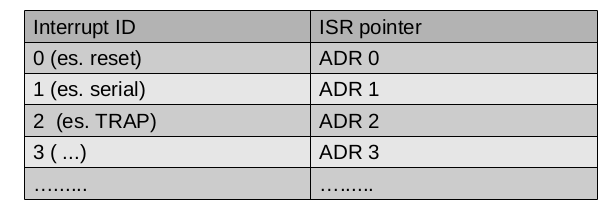 Interrupt ID ISR pointer
0 (es. reset) ADR 0
1 (es. serial) ADR 1
2 (es. TRAP) ADR 2
3 ( ...) ADR 3
…...... …......